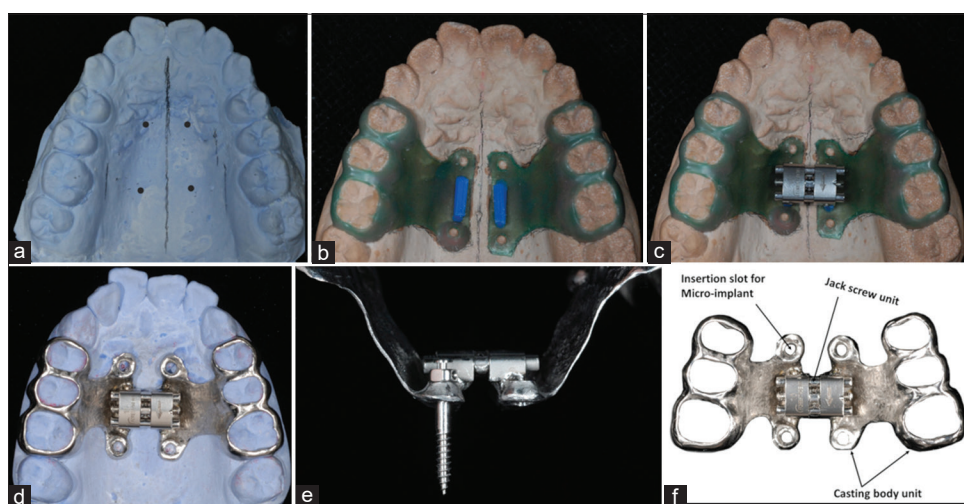 a
b
c
d
e
Insertion slot for
Micro-implant
Jack screw unit
Casting body unit
f